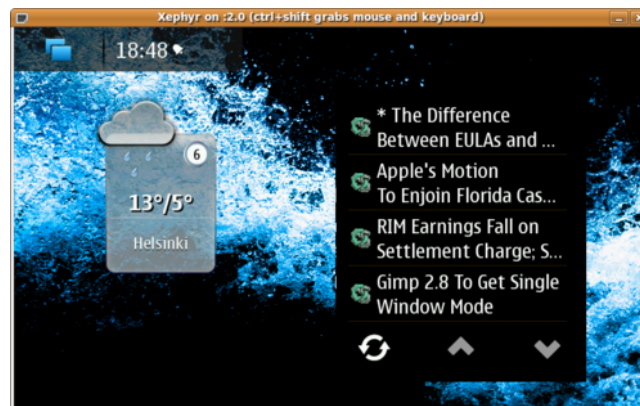 Xephyr on :2.0 (ctrl+shift grabs mouse and keyboard)
18:48
6
13°/5°
Helsinki
* The Difference
Between EULAs and ...
Apple's Motion
To Enjoin Florida Cas...
RIM Earnings Fall on
Settlement Charge; S...
Gimp 2.8 To Get Single
Window Mode